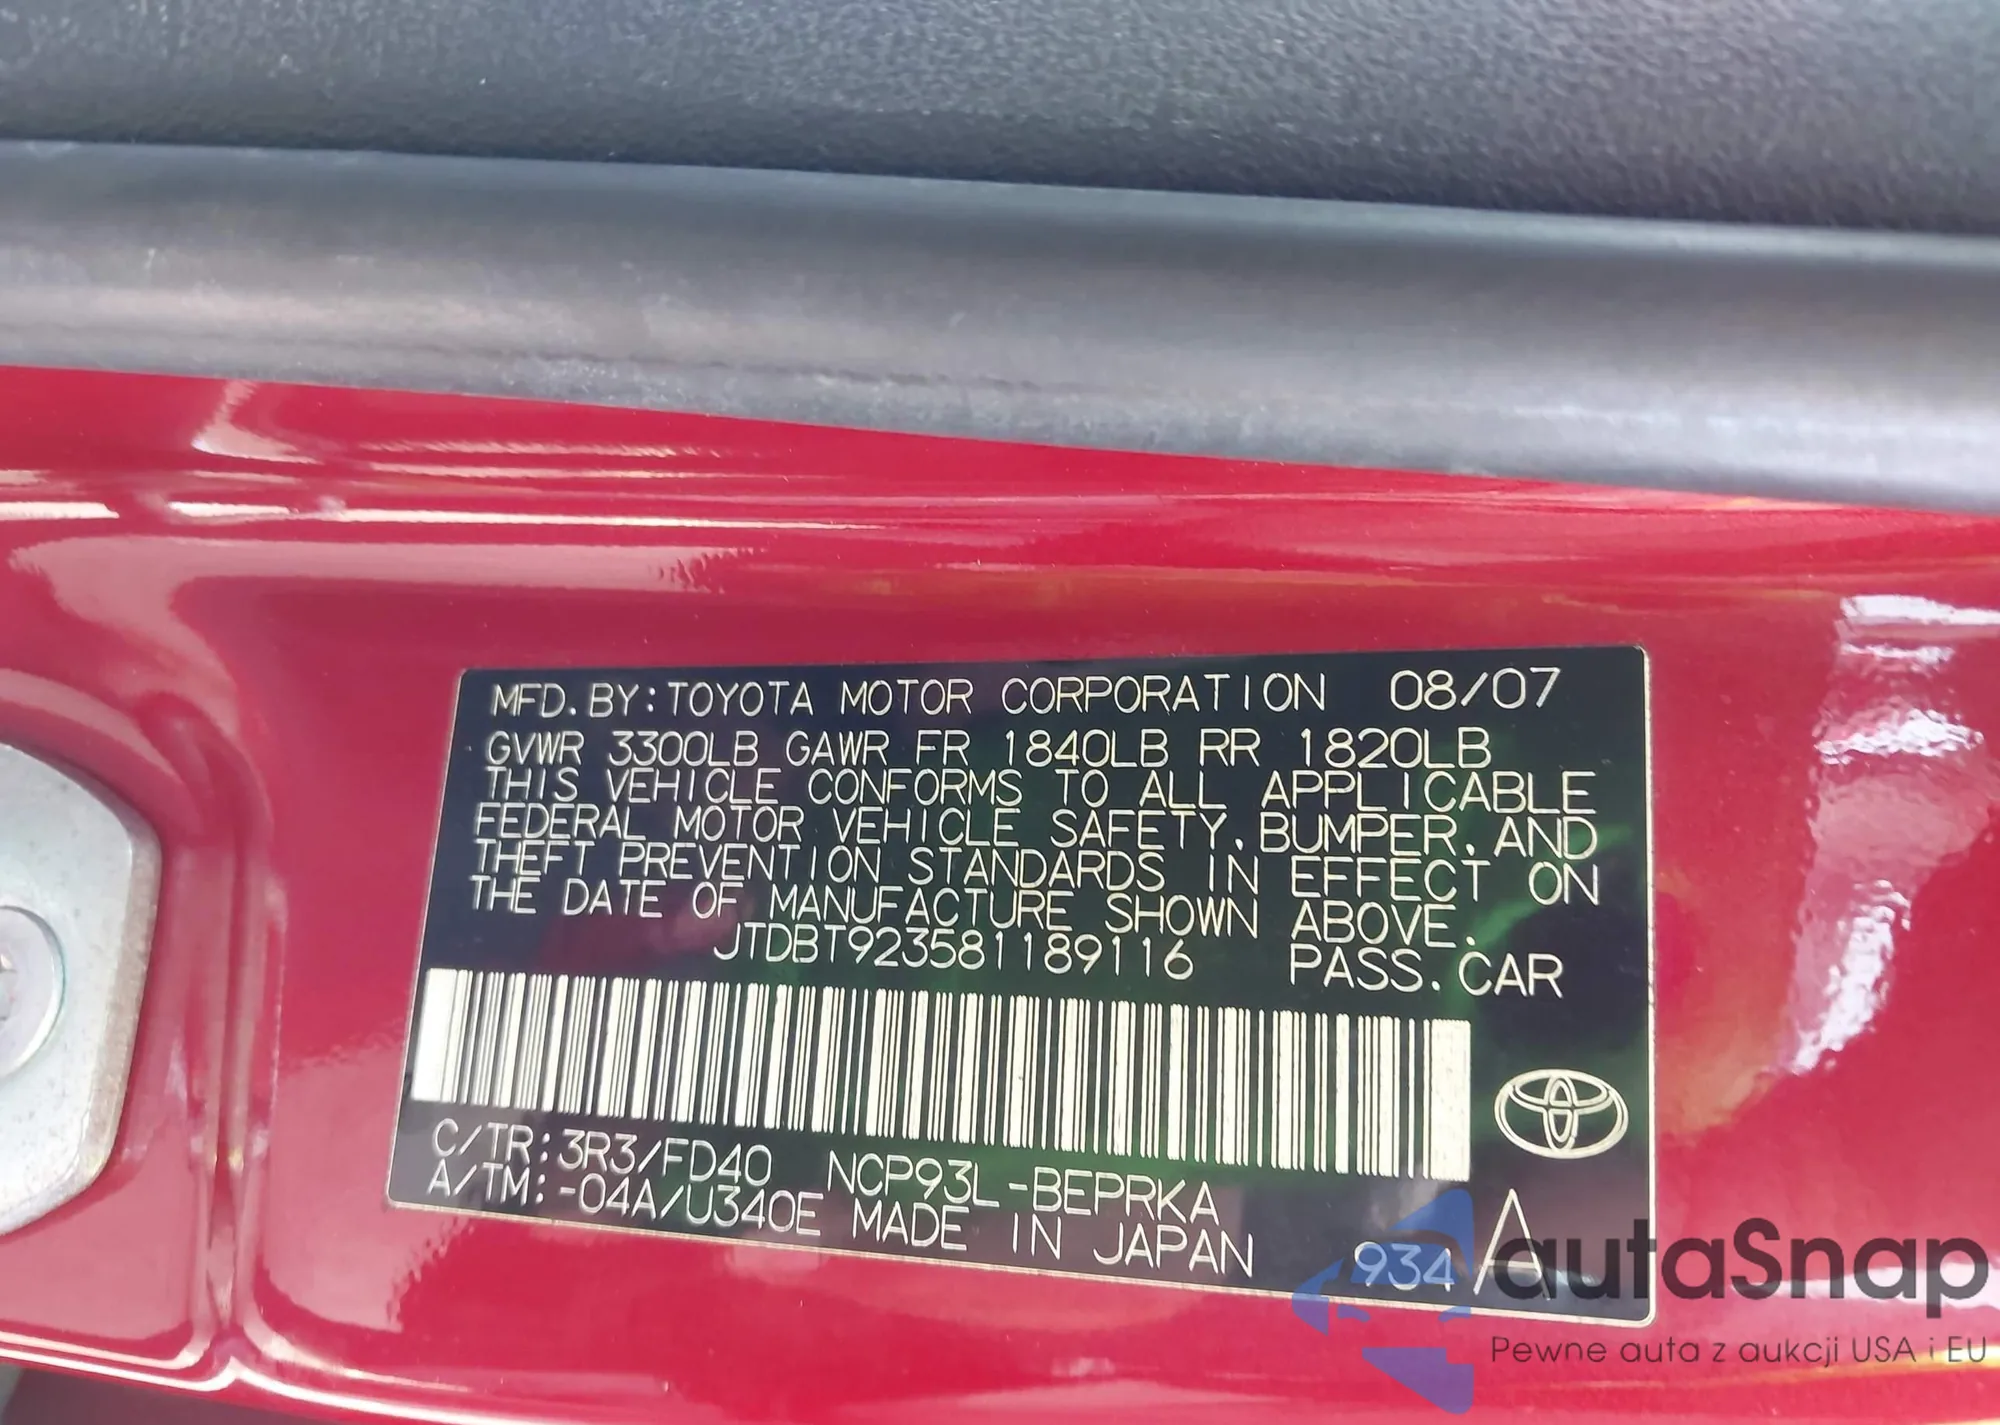 MFD. BY: TOYOTA MOTOR CORPORATION 08/07
GVWR 3300LB GAWR FR 1840LB RR 1820LB
THIS VEHICLE CONFORMS TO ALL APPLICABLE
FEDERAL MOTOR VEHICLE SAFETY, BUMPER, AND
THEFT PREVENTION STANDARDS IN EFFECT ON
THE DATE OF MANUFACTURE SHOWN ABOVE.
JTDBT923581189116 PASS. CAR
C/TR: 3R3/FD40 NCP93L-BEPRKA
A/TM: -04A/U340E MADE IN JAPAN
934 A
autaSnap
Pewne auta z aukcji USA i EU